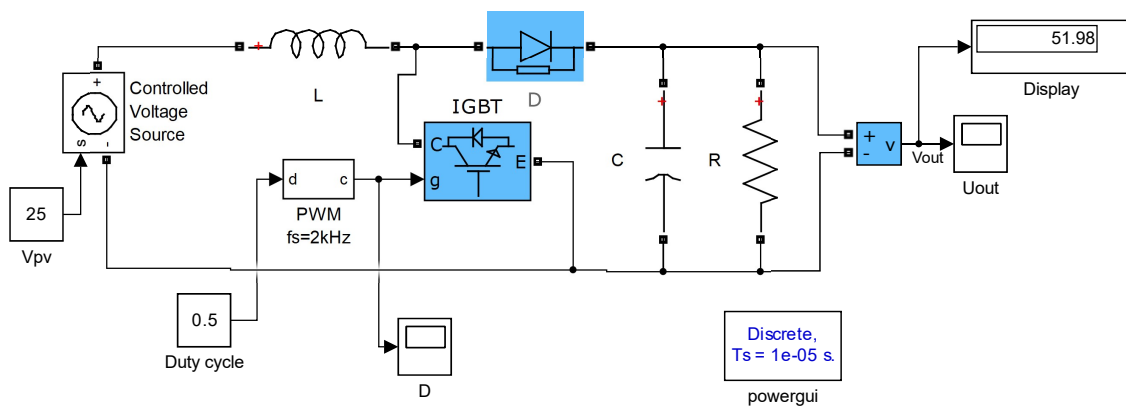 51.98
Display
+
s
-
Controlled
Voltage
Source
L
D
IGBT
C
E
g
C
R
+
-
v
Vout
Uout
25
Vpv
d
c
PWM
fs=2kHz
0.5
Duty cycle
D
Discrete,
Ts = 1e-05 s.
powergui